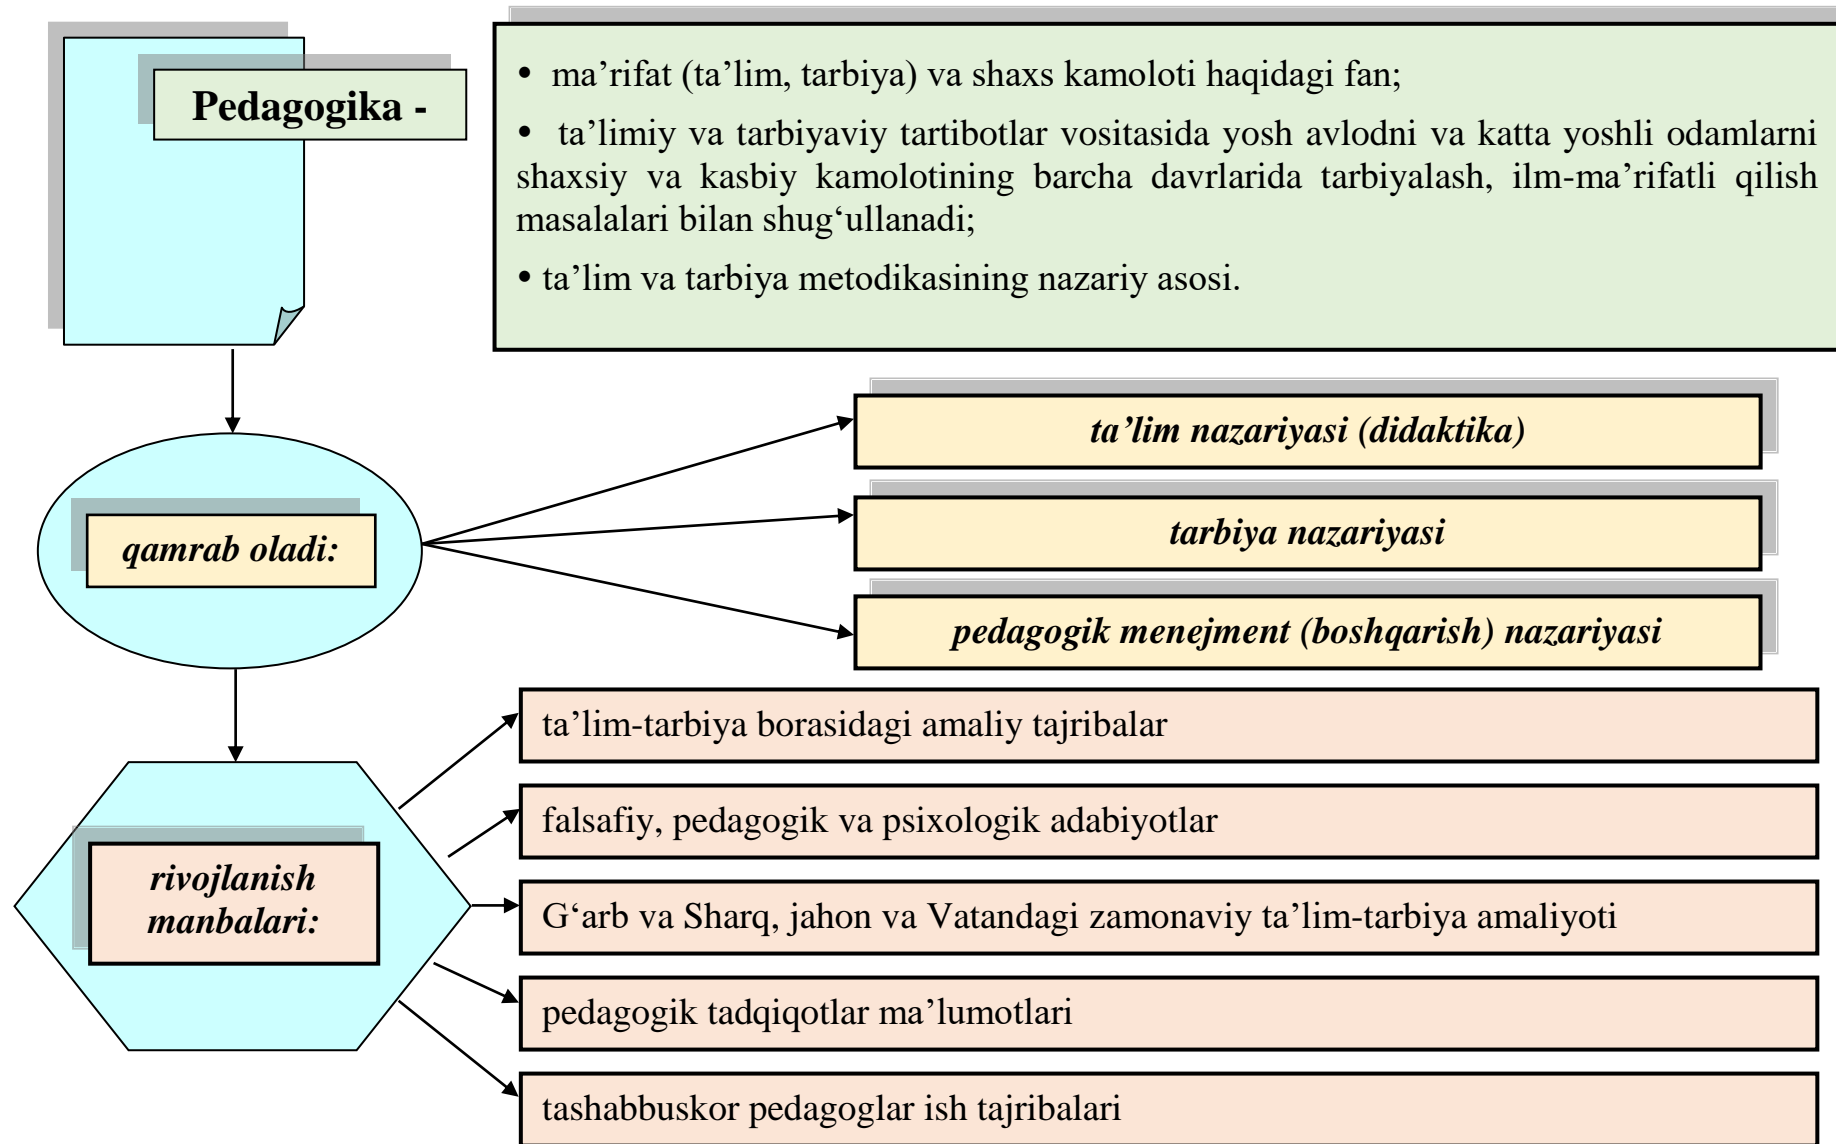 Pedagogika -
• ma’rifat (ta’lim, tarbiya) va shaxs kamoloti haqidagi fan;
• ta’limiy va tarbiyaviy tartibotlar vositasida yosh avlodni va katta yoshli odamlarni
shaxsiy va kasbiy kamolotining barcha davrlarida tarbiyalash, ilm-ma’rifatli qilish
masalalari bilan shug‘ullanadi;
• ta’lim va tarbiya metodikasining nazariy asosi.
qamrab oladi:
ta’lim nazariyasi (didaktika)
tarbiya nazariyasi
pedagogik menejment (boshqarish) nazariyasi
rivojlanish
manbalari:
ta’lim-tarbiya borasidagi amaliy tajribalar
falsafiy, pedagogik va psixologik adabiyotlar
G‘arb va Sharq, jahon va Vatandagi zamonaviy ta’lim-tarbiya amaliyoti
pedagogik tadqiqotlar ma’lumotlari
tashabbuskor pedagoglar ish tajribalari